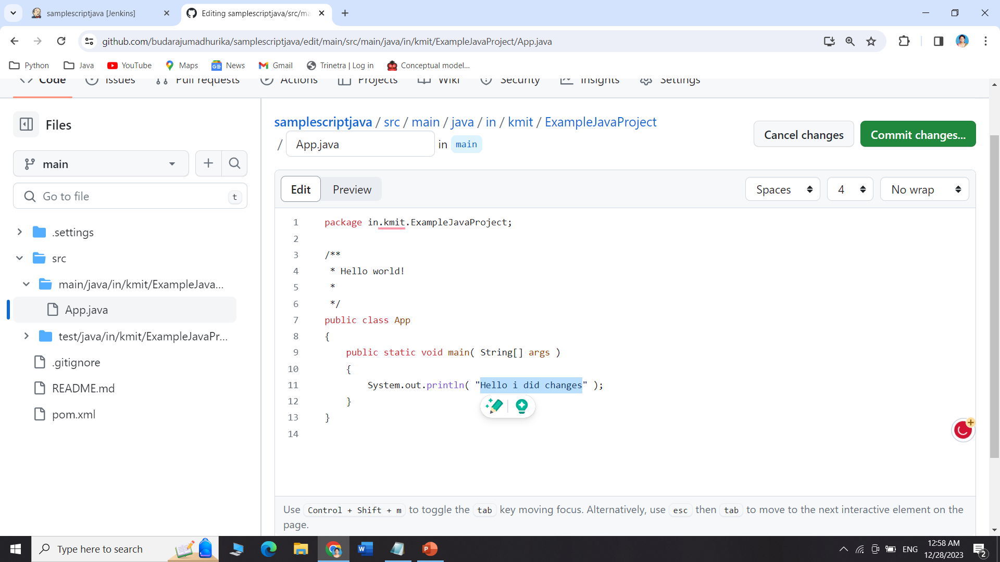 samplescriptjava [Jenkins]
Editing samplescriptjava/src/ma
github.com/budarajumadhurika/samplescriptjava/edit/main/src/main/java/in/kmit/ExampleJavaProject/App.java
Python Java YouTube Maps News Gmail Trinetra | Log in Conceptual model...
Code Issues Pull requests Actions Projects Wiki Security Insights Settings
Files
main
Go to file t
.settings
src
main/java/in/kmit/ExampleJava...
App.java
test/java/in/kmit/ExampleJavaPr...
.gitignore
README.md
pom.xml
samplescriptjava / src / main / java / in / kmit / ExampleJavaProject
/ App.java in main
Cancel changes Commit changes...
Edit Preview Spaces 4 No wrap
1 package in.kmit.ExampleJavaProject;
2
3 /**
4 * Hello world!
5 *
6 */
7 public class App
8 {
9 public static void main( String[] args )
10 {
11 System.out.println( "Hello i did changes" );
12 }
13 }
14
Use Control + Shift + m to toggle the tab key moving focus. Alternatively, use esc then tab to move to the next interactive element on the
page.
Type here to search
ENG
12:58 AM
12/28/2023
2